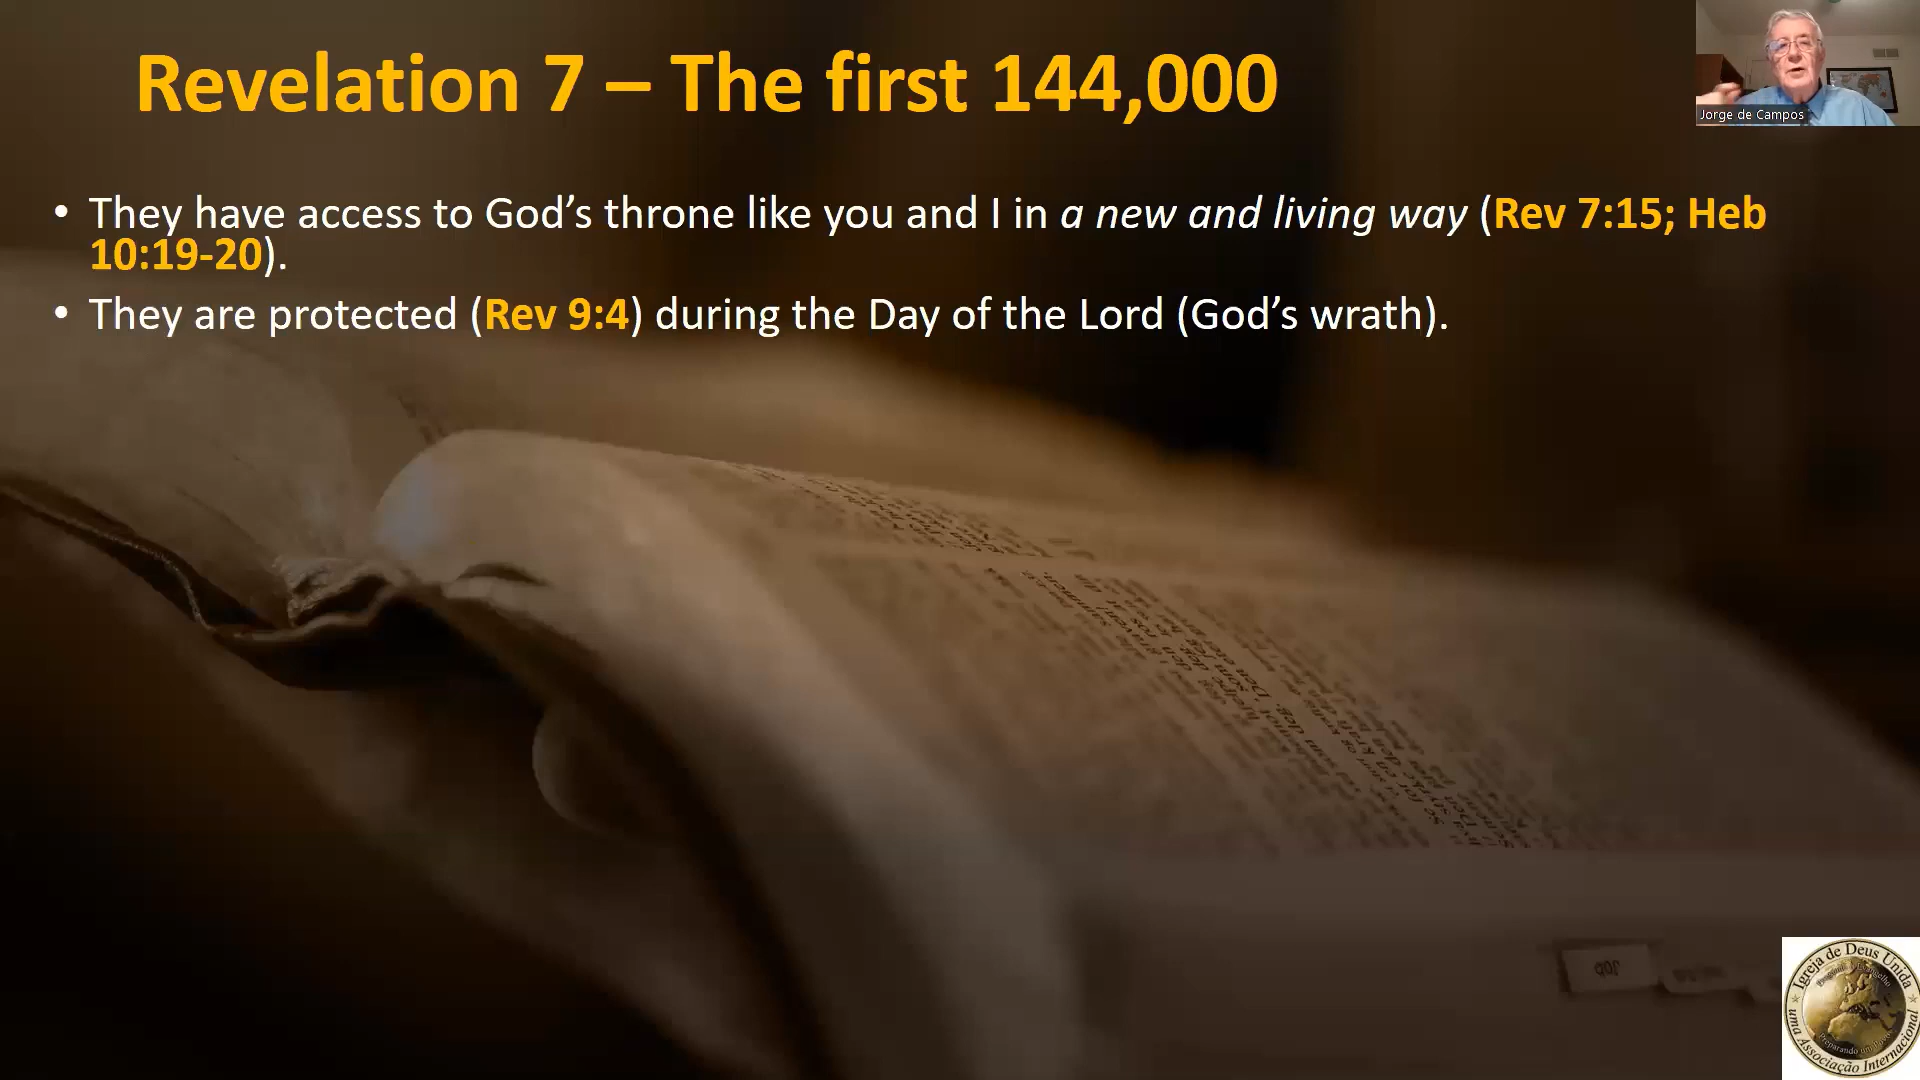 Revelation 7 – The first 144,000
Jorge de Campos
• They have access to God’s throne like you and I in a new and living way (Rev 7:15; Heb
10:19-20).
• They are protected (Rev 9:4) during the Day of the Lord (God’s wrath).
Igreja de Deus Unida
uma Associação Internacional